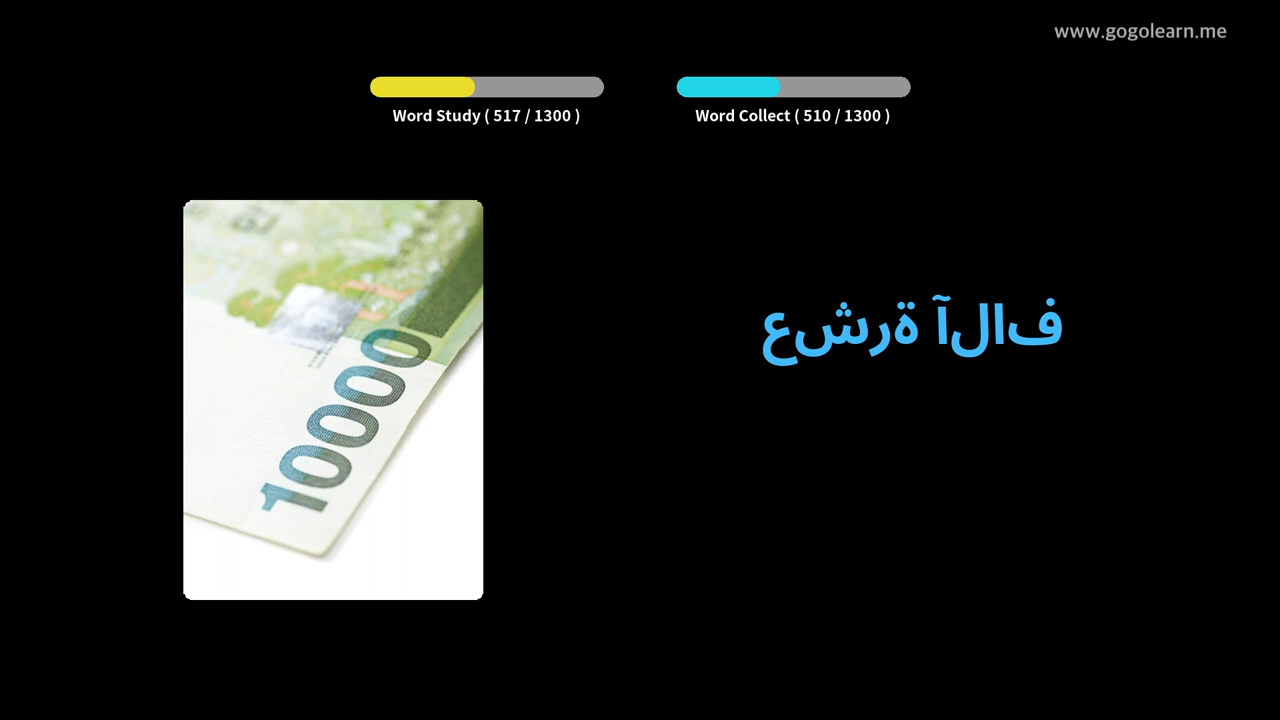 www.gogolearn.me
Word Study ( 517 / 1300 )
Word Collect ( 510 / 1300 )
فالآ ةرشع
10000